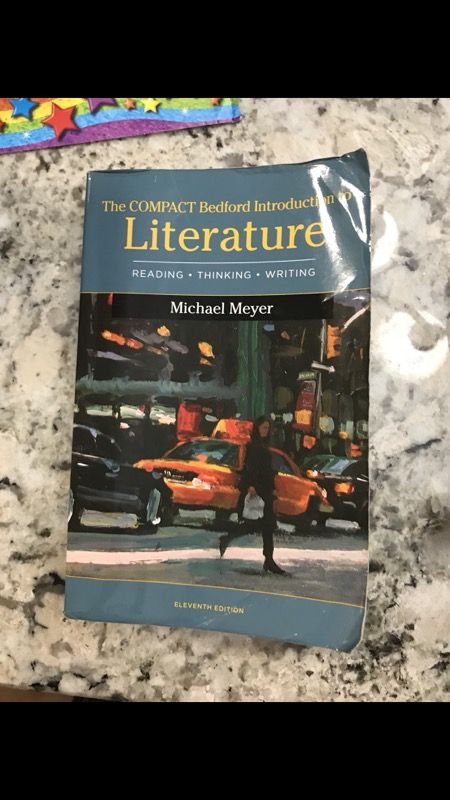 The COMPACT Bedford Introduction to
Literature
READING • THINKING • WRITING
Michael Meyer
ELEVENTH EDITION